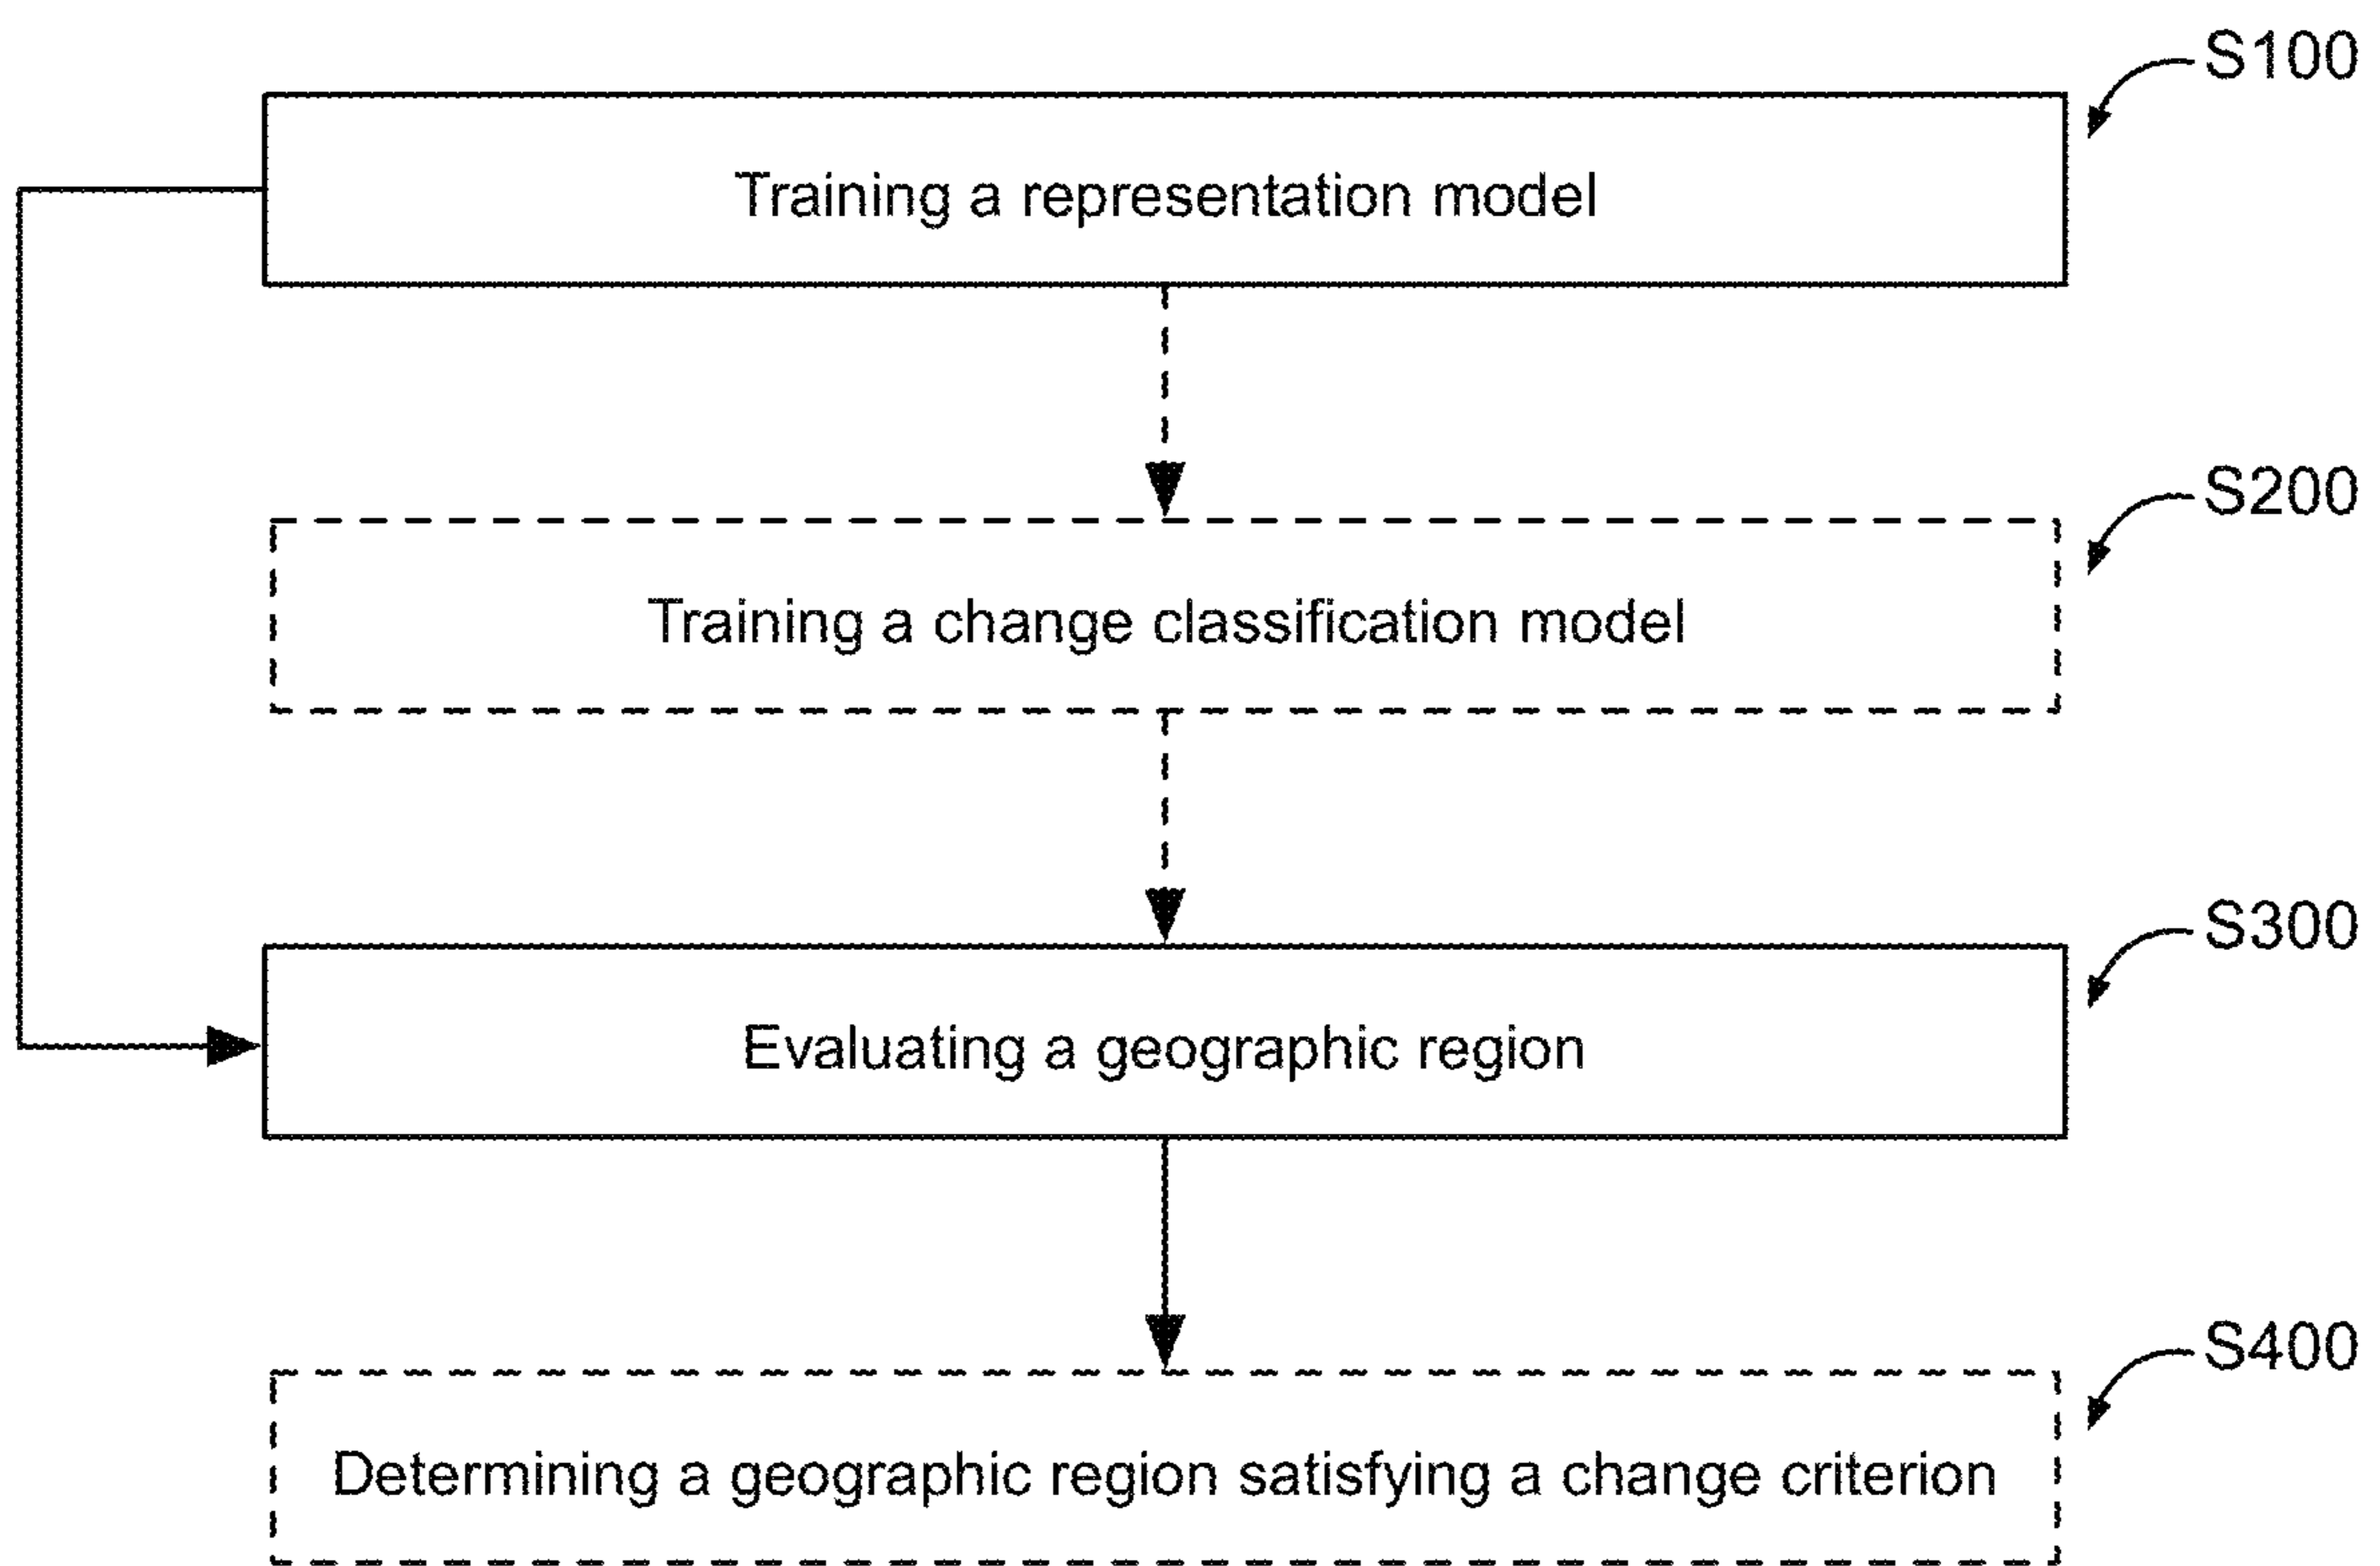 S100
Training a representation model
S200
Training a change classification model
S300
Evaluating a geographic region
S400
Determining a geographic region satisfying a change criterion